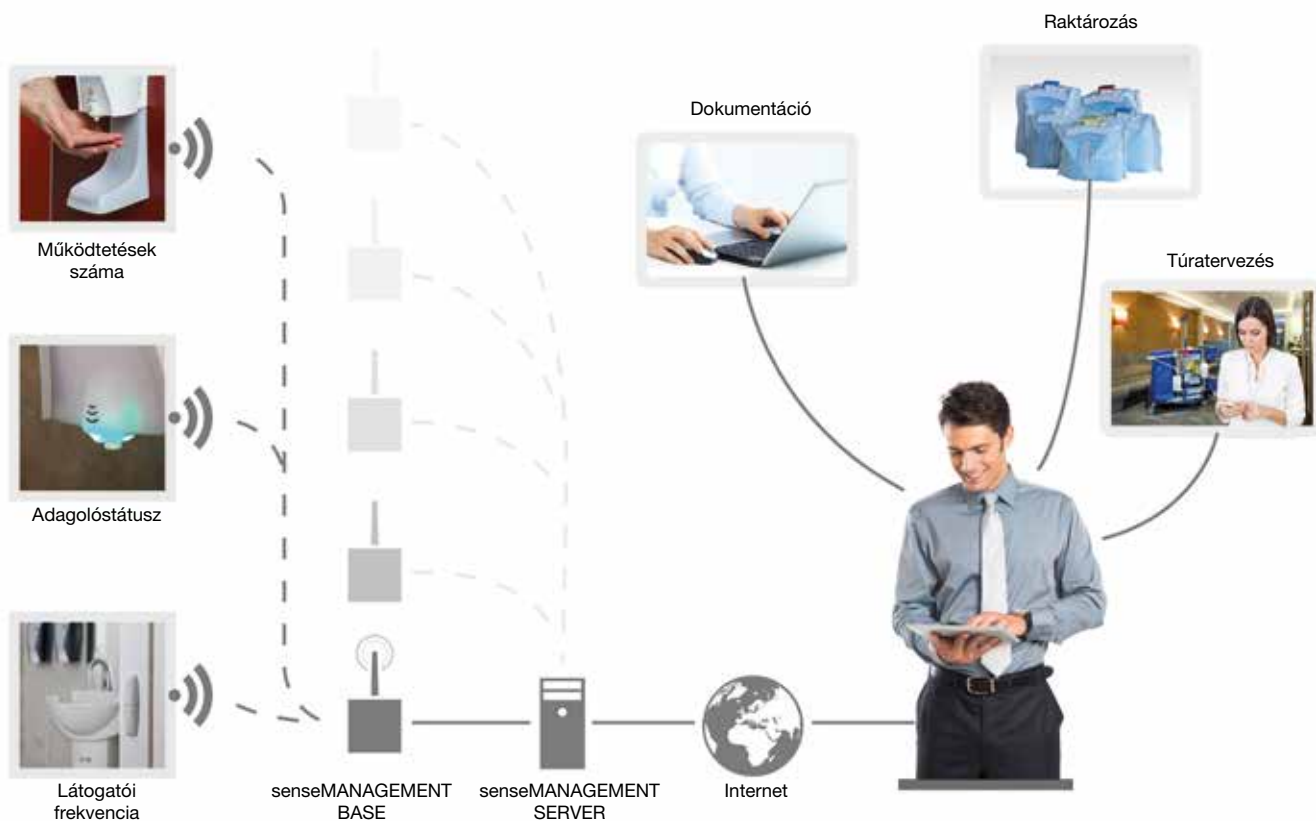 Raktározás
Dokumentáció
Működtetések
száma
Túratervezés
Adagolóstátusz
Látogatói
frekvencia
senseMANAGEMENT
BASE
senseMANAGEMENT
SERVER
Internet